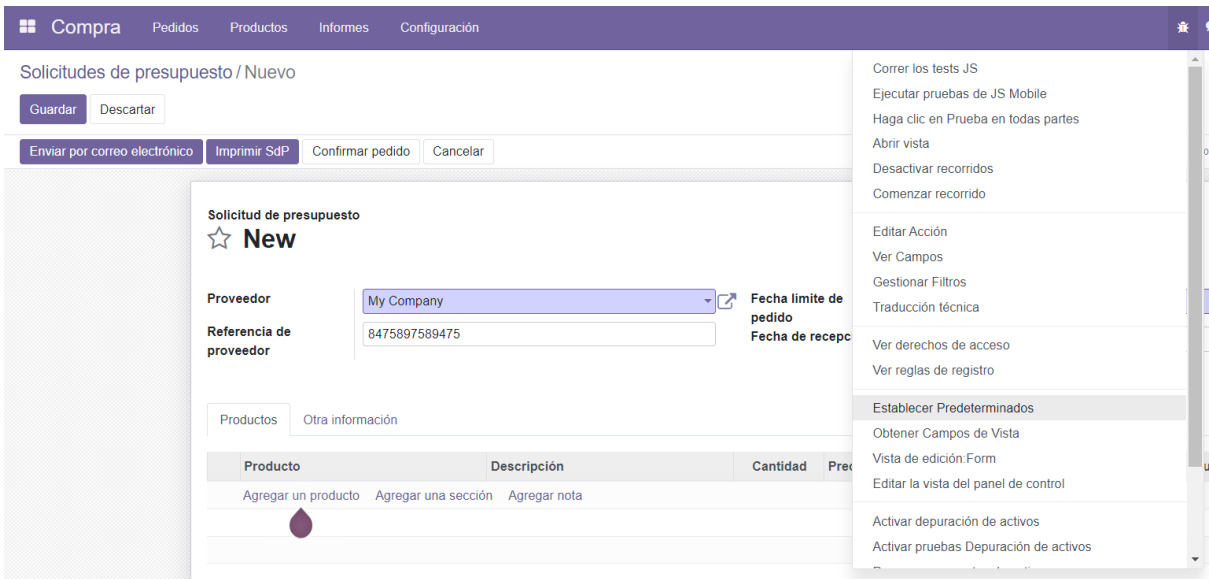 Compra Pedidos Productos Informes Configuración
Solicitudes de presupuesto / Nuevo
Guardar Descartar
Enviar por correo electrónico Imprimir SdP Confirmar pedido Cancelar
Solicitud de presupuesto
New
Proveedor My Company
Referencia de proveedor 8475897589475
Fecha límite de
pedido
Fecha de recepc
Productos Otra información
Producto Descripción Cantidad Prec
Agregar un producto Agregar una sección Agregar nota
Correr los tests JS
Ejecutar pruebas de JS Mobile
Haga clic en Prueba en todas partes
Abrir vista
Desactivar recorridos
Comenzar recorrido
Editar Acción
Ver Campos
Gestionar Filtros
Traducción técnica
Ver derechos de acceso
Ver reglas de registro
Establecer Predeterminados
Obtener Campos de Vista
Vista de edición:Form
Editar la vista del panel de control
Activar depuración de activos
Activar pruebas Depuración de activos